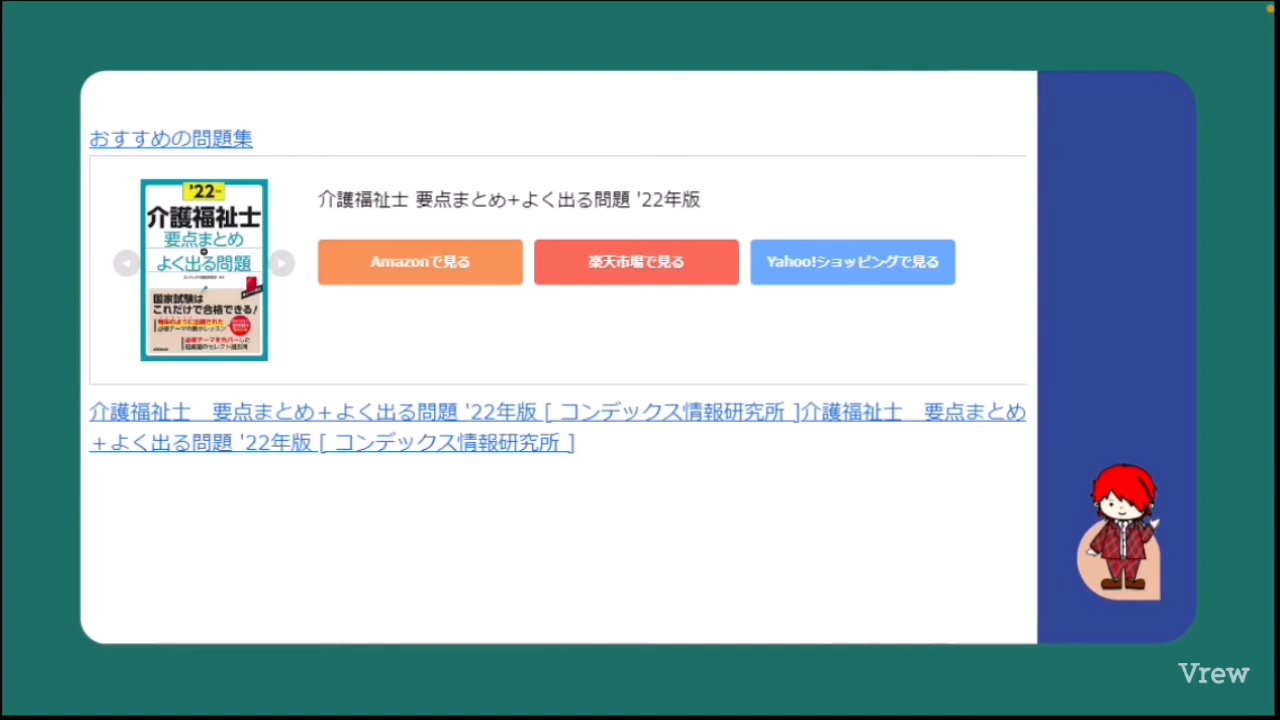 おすすめの問題集
'22年版
介護福祉士
要点まとめ
+
よく出る問題
国家試験は
これだけで合格できる!
介護福祉士 要点まとめ+よく出る問題 '22年版
Amazonで見る
楽天市場で見る
Yahoo!ショッピングで見る
介護福祉士　要点まとめ＋よく出る問題 '22年版 [ コンデックス情報研究所 ]介護福祉士　要点まとめ
＋よく出る問題 '22年版 [ コンデックス情報研究所 ]
Vrew